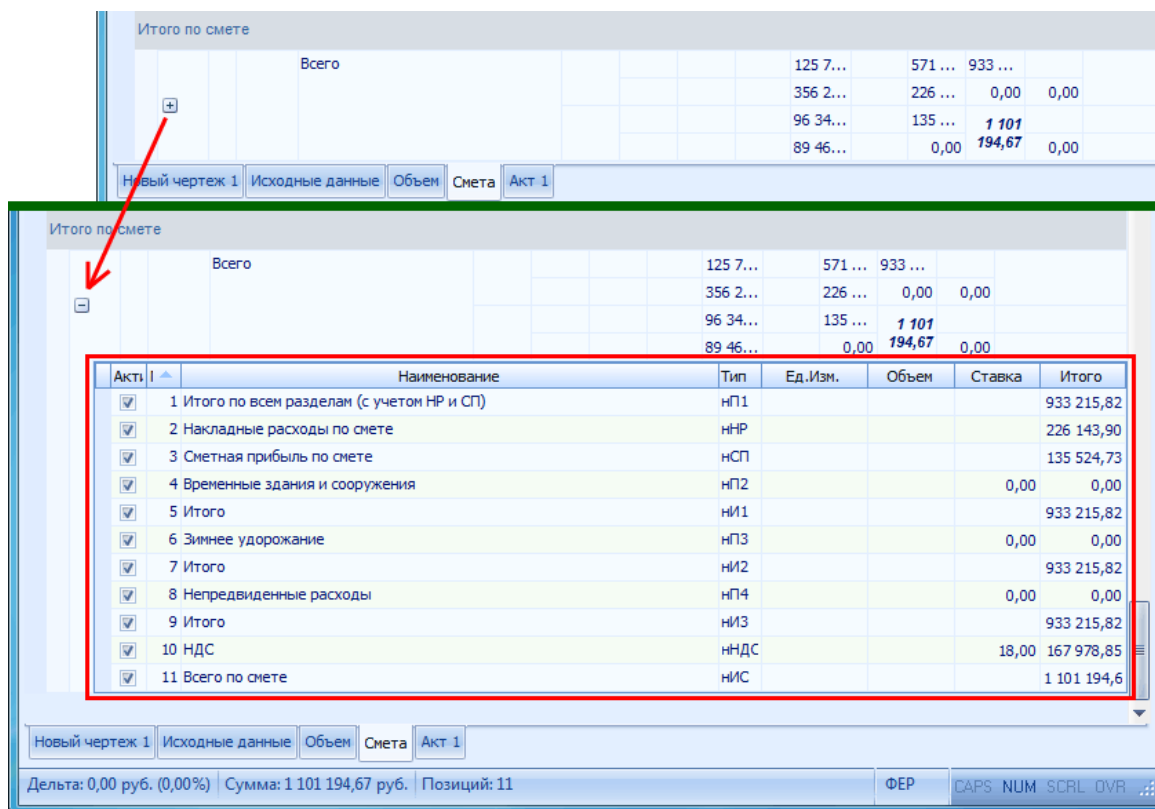 Итого по смете
Всего 125 7... 571 ... 933 ...
356 2... 226 ... 0,00 0,00
96 34... 135 ... 1 101
194,67
89 46... 0,00 0,00
Новый чертеж 1 Исходные данные Объем Смета Акт 1
Итого по смете
Всего 125 7... 571 ... 933 ...
356 2... 226 ... 0,00 0,00
96 34... 135 ... 1 101
194,67
89 46... 0,00 0,00
Акти Наименование Тип Ед.Изм. Объем Ставка Итого
1 Итого по всем разделам (с учетом НР и СП) нП1 933 215,82
2 Накладные расходы по смете нНР 226 143,90
3 Сметная прибыль по смете нСП 135 524,73
4 Временные здания и сооружения нП2 0,00 0,00
5 Итого нИ1 933 215,82
6 Зимнее удорожание нП3 0,00 0,00
7 Итого нИ2 933 215,82
8 Непредвиденные расходы нП4 0,00 0,00
9 Итого нИ3 933 215,82
10 НДС нНДС 18,00 167 978,85
11 Всего по смете нИС 1 101 194,6
Новый чертеж 1 Исходные данные Объем Смета Акт 1
Дельта: 0,00 руб. (0,00%) Сумма: 1 101 194,67 руб. Позиций: 11 ФЕР CAPS NUM SCRL OVR